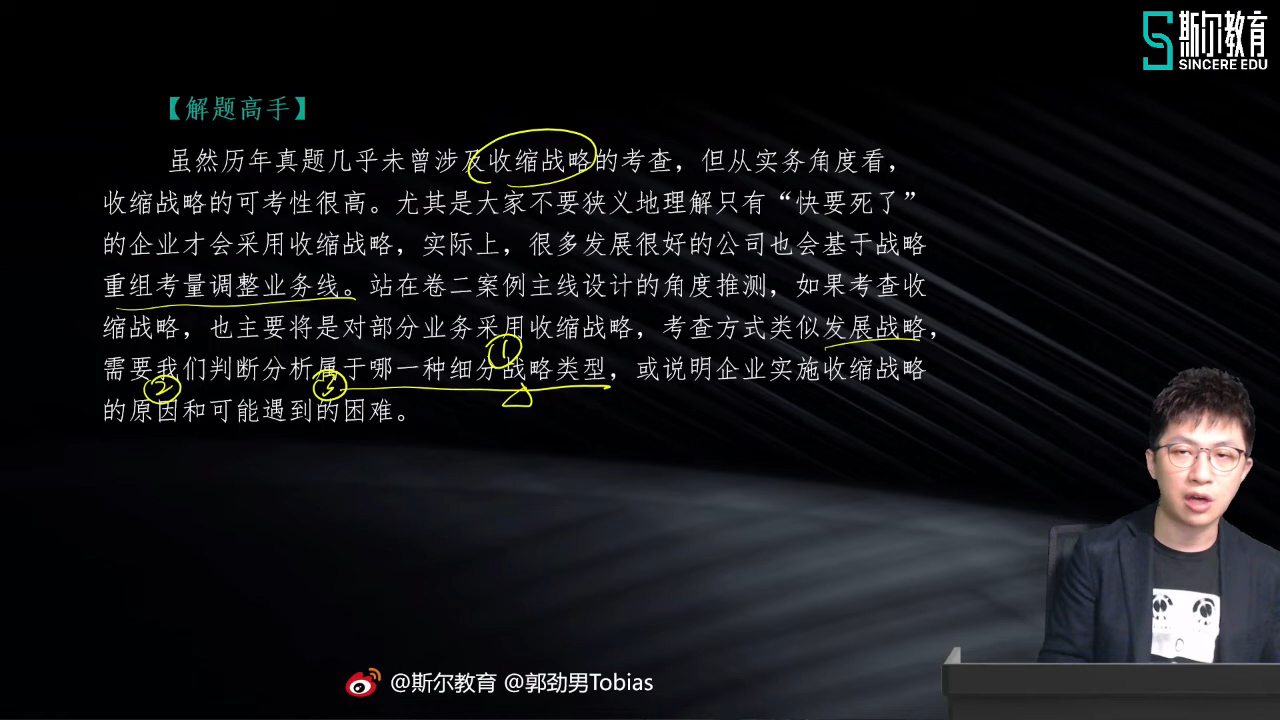 斯尔教育
SINCERE EDU
【解题高手】
虽然历年真题几乎未曾涉及收缩战略的考查，但从实务角度看，
收缩战略的可考性很高。尤其是大家不要狭义地理解只有“快要死了”
的企业才会采用收缩战略，实际上，很多发展很好的公司也会基于战略
重组考量调整业务线。站在卷二案例主线设计的角度推测，如果考查收
缩战略，也主要将是对部分业务采用收缩战略，考查方式类似发展战略，
①
需要我们判断分析属于哪一种细分战略类型，或说明企业实施收缩战略
② ③
的原因和可能遇到的困难。
@斯尔教育 @郭劲男Tobias